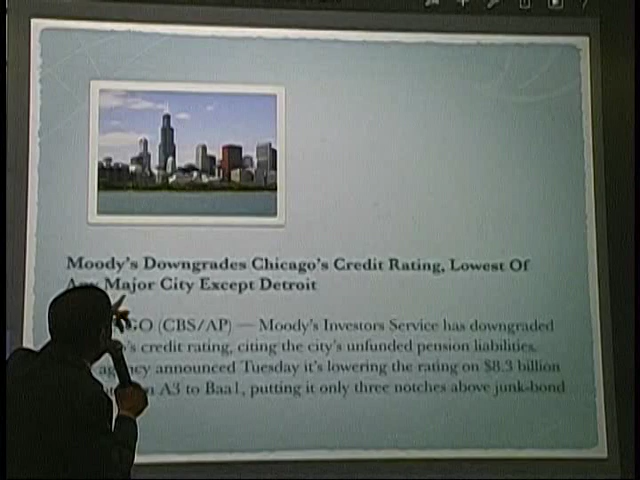 Moody's Downgrades Chicago's Credit Rating, Lowest Of
Major City Except Detroit
GO (CBS/AP) — Moody's Investors Service has downgraded
's credit rating, citing the city's unfunded pension liabilities.
announced Tuesday it's lowering the rating on $8.3 billion
A3 to Baa1, putting it only three notches above junk-bond